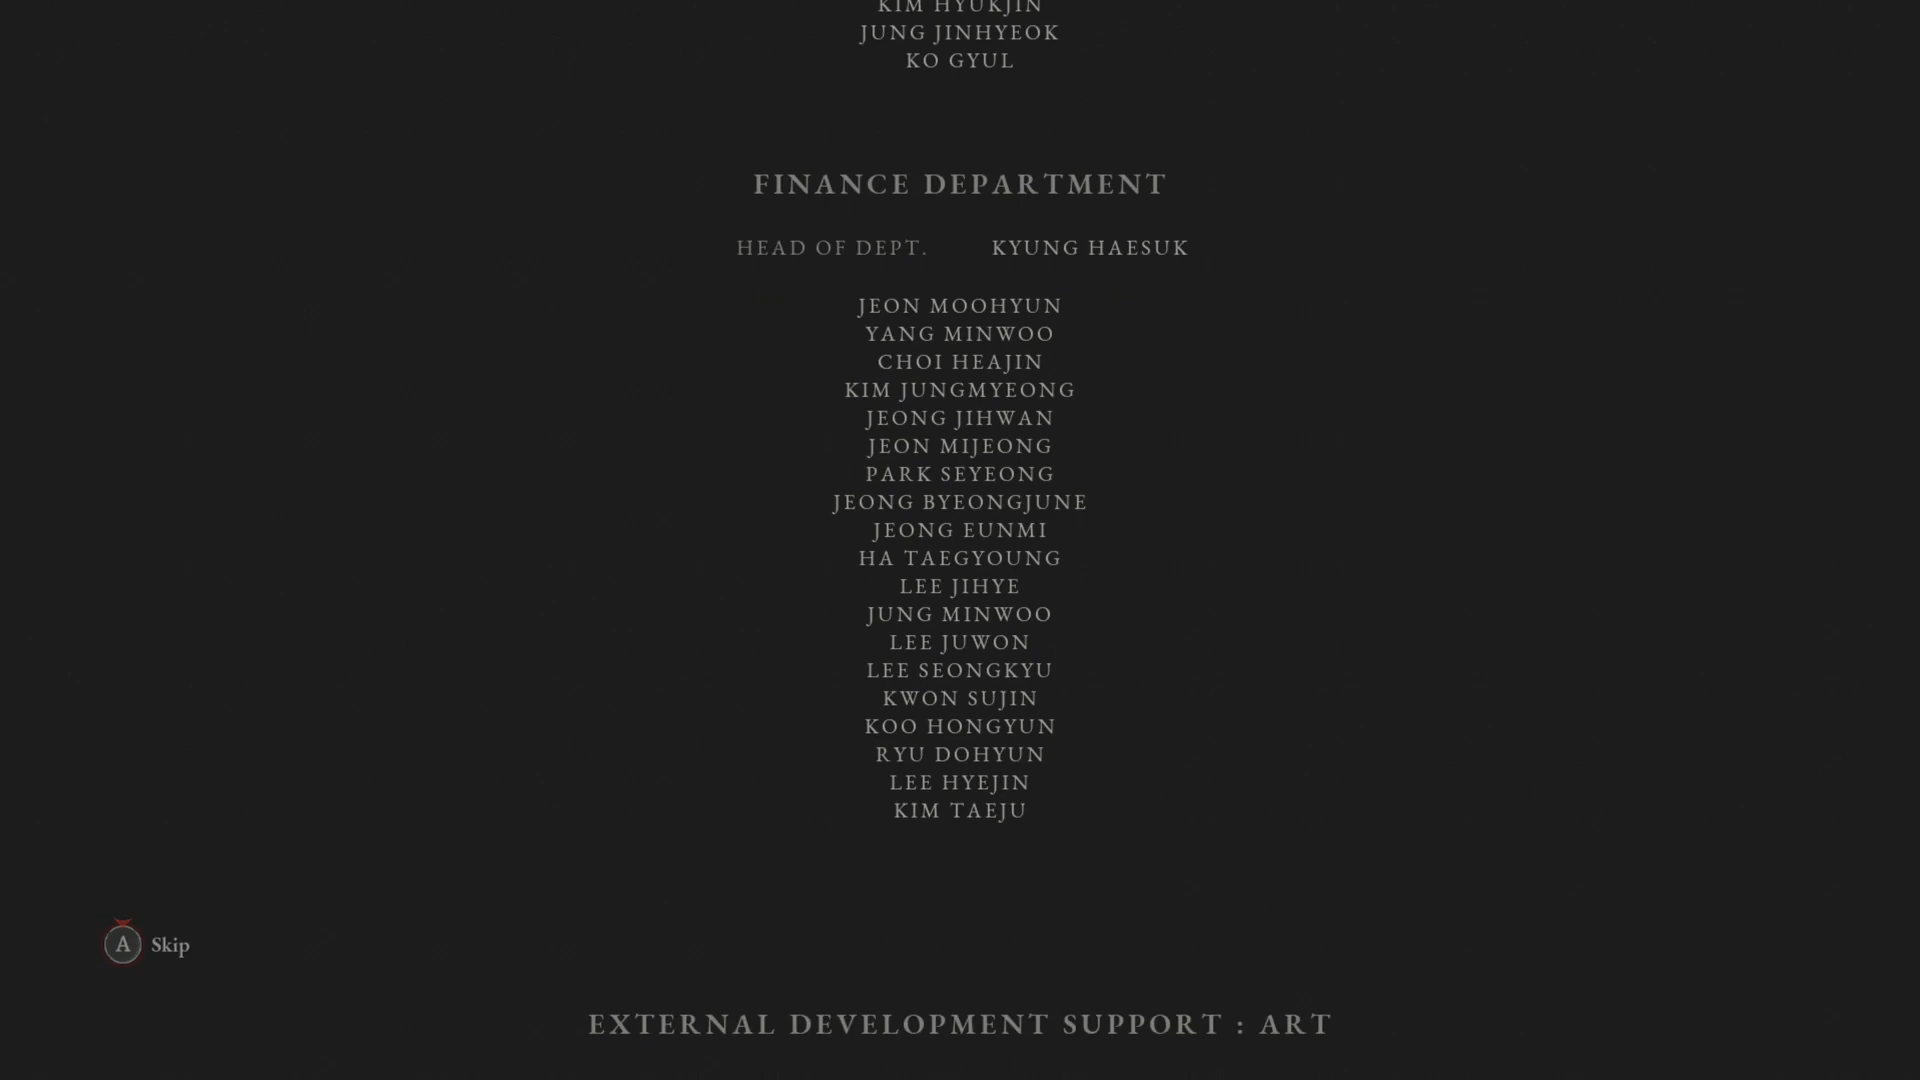 KIM HYUKJIN
JUNG JINHYEOK
KO GYUL
FINANCE DEPARTMENT
HEAD OF DEPT. KYUNG HAESUK
JEON MOOHYUN
YANG MINWOO
CHOI HEAJIN
KIM JUNGMYEONG
JEONG JIHWAN
JEON MIJEONG
PARK SEYEONG
JEONG BYEONGJUNE
JEONG EUNMI
HA TAEGYOUNG
LEE JIHYE
JUNG MINWOO
LEE JUWON
LEE SEONGKYU
KWON SUJIN
KOO HONGYUN
RYU DOHYUN
LEE HYEJIN
KIM TAEJU
A Skip
EXTERNAL DEVELOPMENT SUPPORT : ART